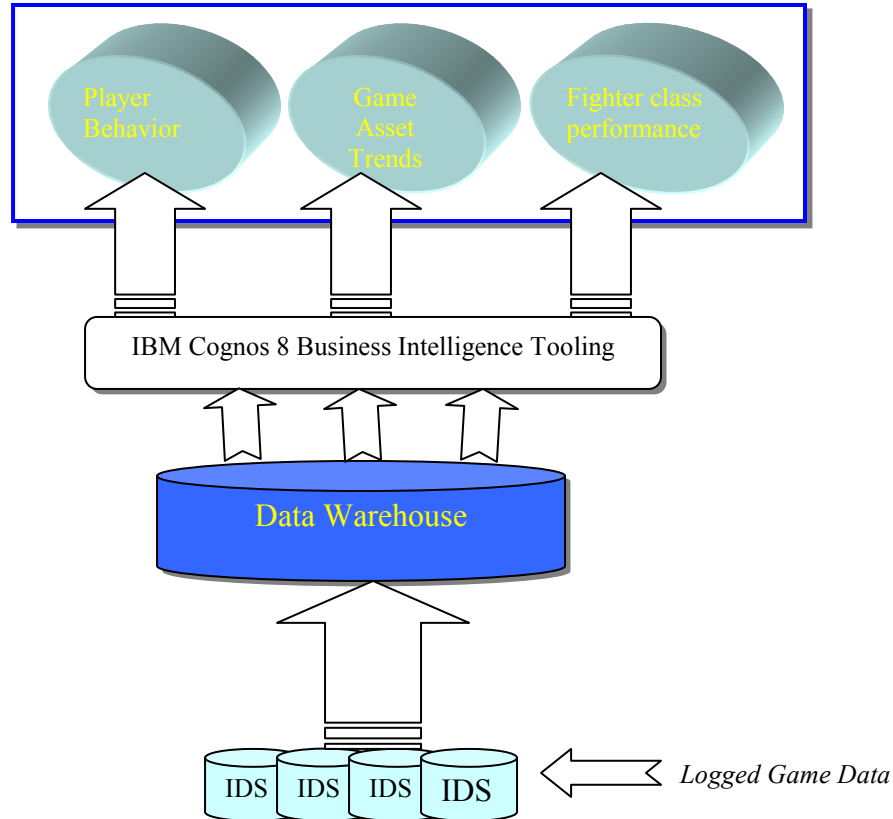 Player
Behavior
Game
Asset
Trends
Fighter class
performance
IBM Cognos 8 Business Intelligence Tooling
Data Warehouse
IDS
IDS
IDS
IDS
Logged Game Data